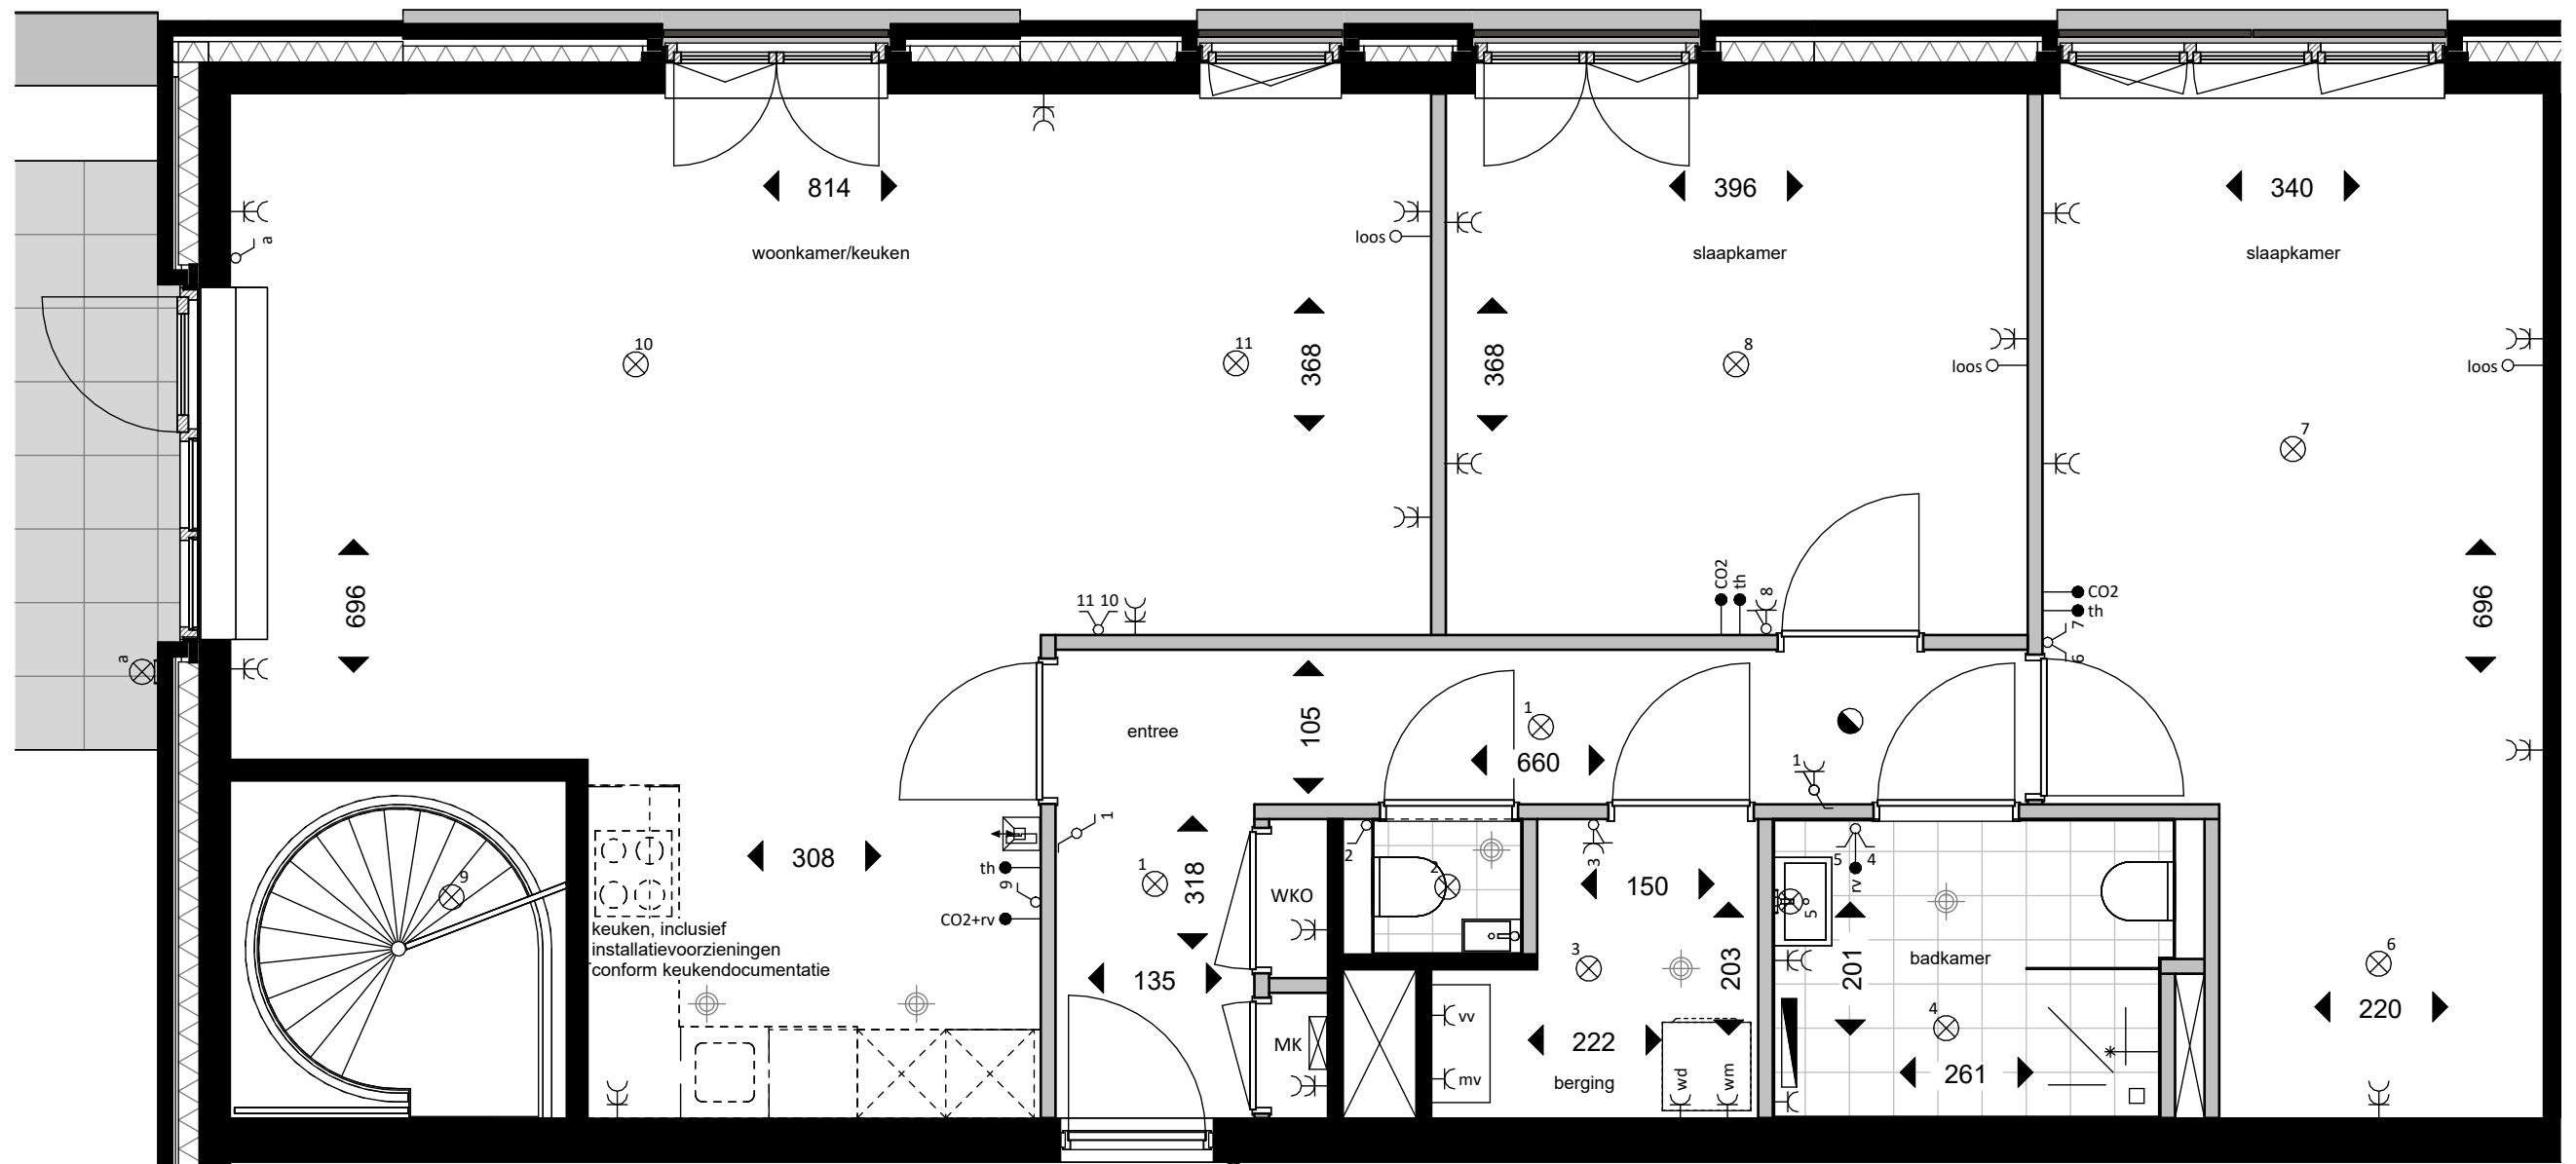 814
396
340
a
loos
woonkamer/keuken
slaapkamer
slaapkamer
10
11
368
368
8
loos
loos
7
696
11 10
CO2
th
8
CO2
th
7
6
696
a
entree
105
1
660
1
308
1
th
9
CO2+rv
1
318
WKO
2
2
3
150
5 4
rv
5
9
keuken, inclusief
installatievoorzieningen
conform keukendocumentatie
135
3
203
201
badkamer
6
220
MK
vv
mv
222
berging
wd
wm
4
261